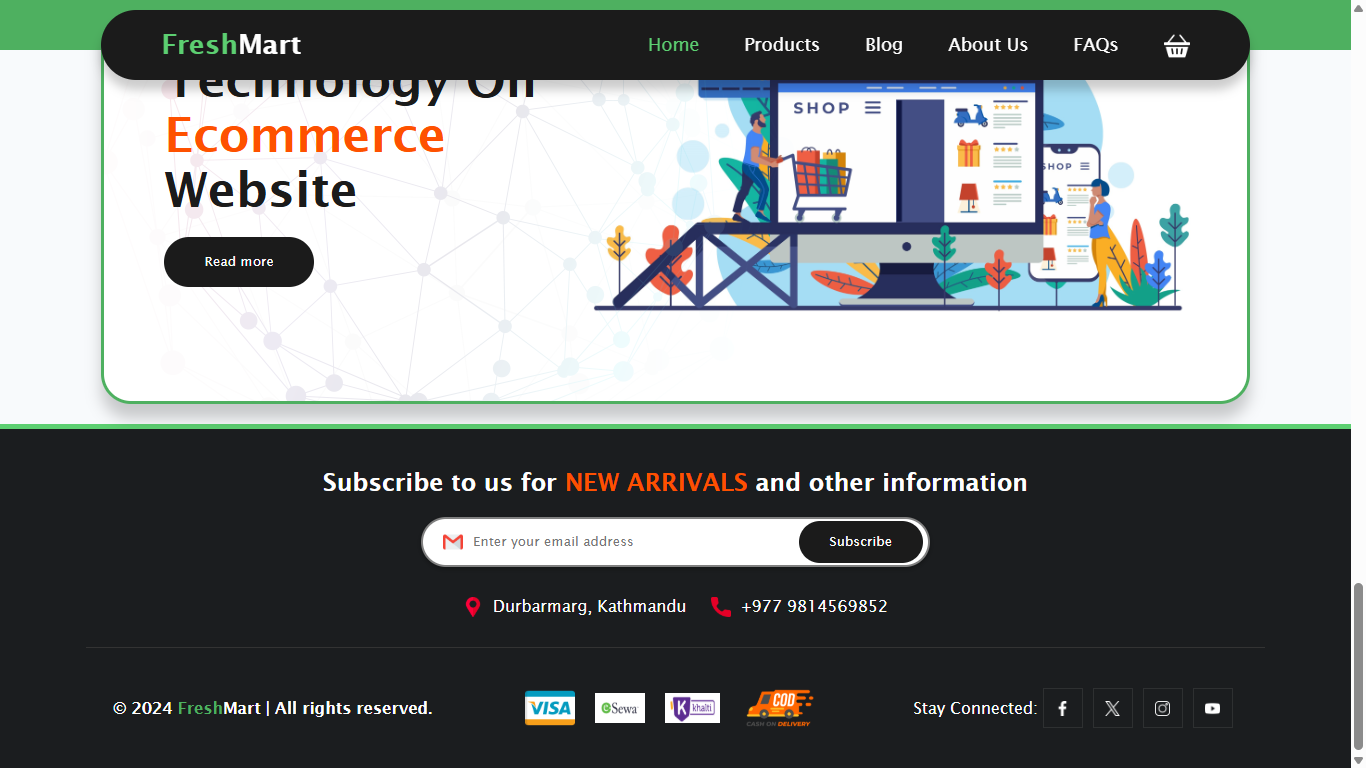 FreshMart
Home
Products
Blog
About Us
FAQs
Technology On
Ecommerce
Website
Read more
SHOP
SHOP
Subscribe to us for NEW ARRIVALS and other information
Enter your email address
Subscribe
Durbarmarg, Kathmandu
+977 9814569852
© 2024 FreshMart | All rights reserved.
VISA
eSewa
khalti
COD
CASH ON DELIVERY
Stay Connected: